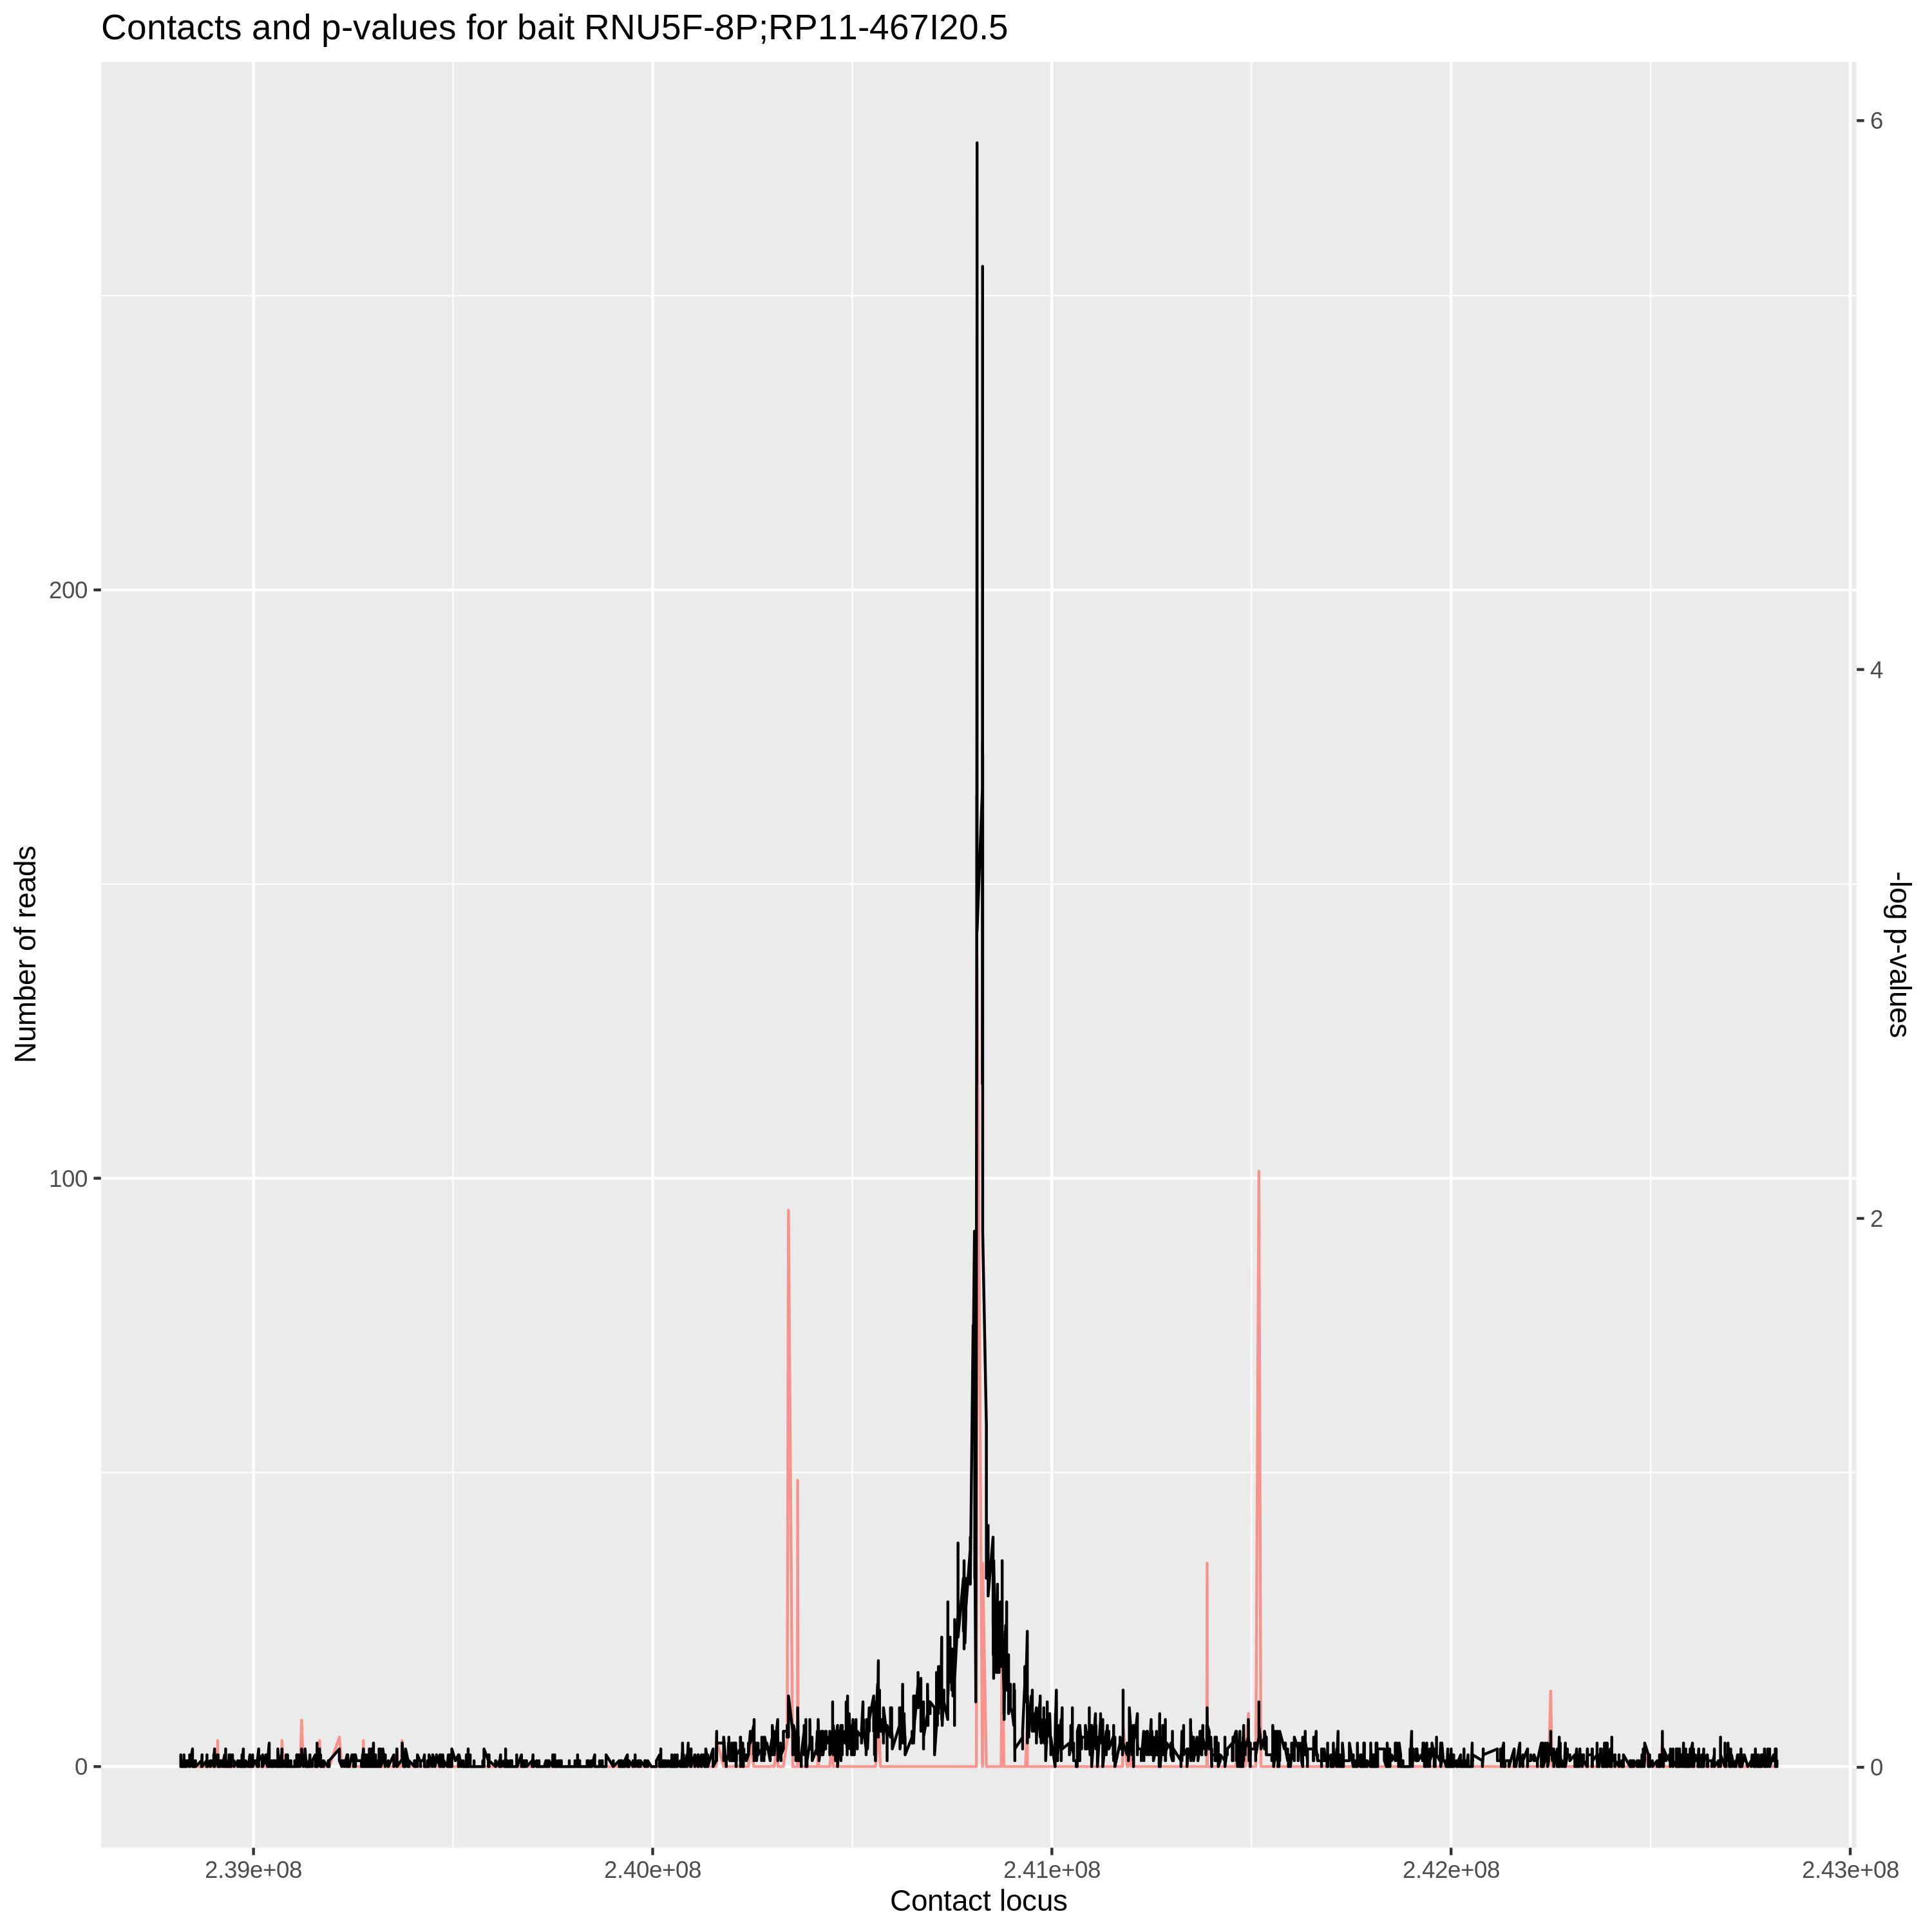 Contacts and p-values for bait RNU5F-8P;RP11-467I20.5
6
200
4
Number of reads
-log p-values
100
2
0
0
2.39e+08
2.40e+08
2.41e+08
2.42e+08
2.43e+08
Contact locus